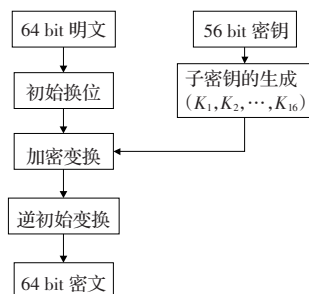 64 bit 明文
56 bit 密钥
初始换位
子密钥的生成
(K₁,K₂,…,K₁₆)
加密变换
逆初始变换
64 bit 密文